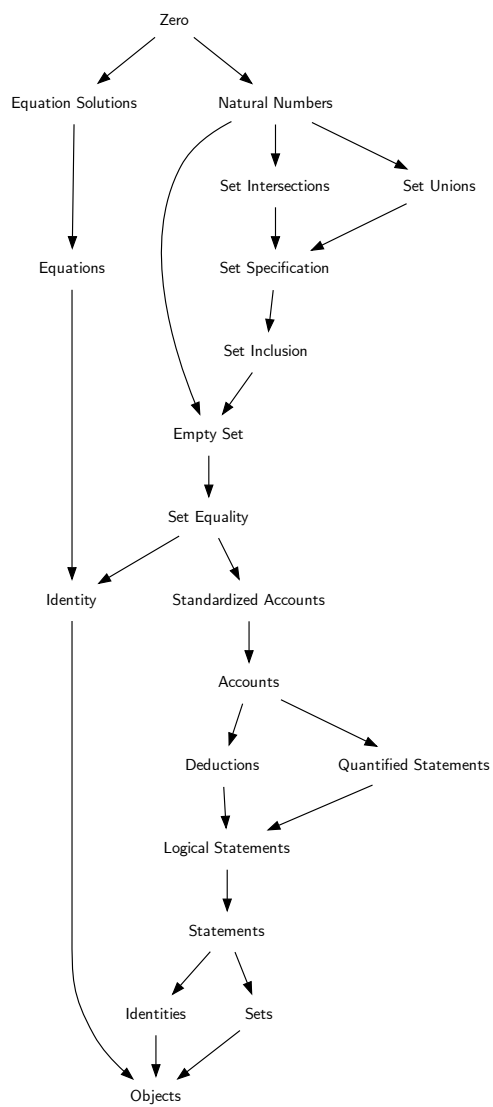 Zero
Equation Solutions
Natural Numbers
Set Intersections
Set Unions
Equations
Set Specification
Set Inclusion
Empty Set
Set Equality
Identity
Standardized Accounts
Accounts
Deductions
Quantified Statements
Logical Statements
Statements
Identities
Sets
Objects